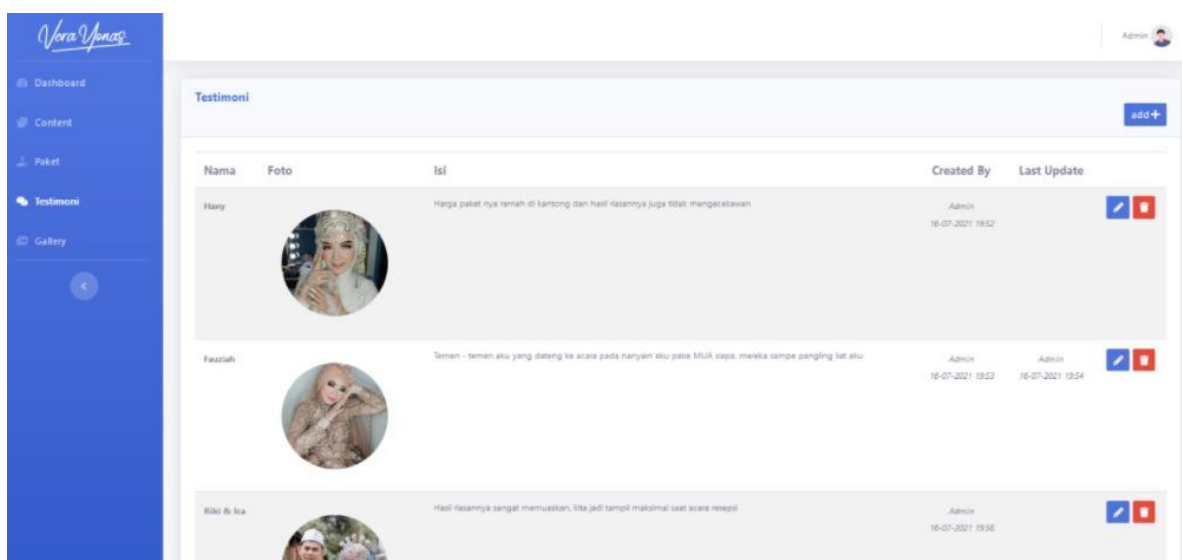 Vera Yonas
Admin
Dashboard
Content
Paket
Testimoni
Gallery
Testimoni
add+
Nama Foto Isi Created By Last Update
Hany Harga paket nya ramah di kantong dan hasil riasannya juga tidak mengecekawan Admin
16-07-2021 19:52
Fauziah Temen - temen aku yang dateng ke acara pada nanyain aku pake MUA siapa, mereka sampe pangling liat aku Admin Admin
16-07-2021 19:53 16-07-2021 19:54
Riki & Ica Hasil riasannya sangat memuaskan, kita jadi tampil maksimal saat acara resepsi Admin
16-07-2021 19:56